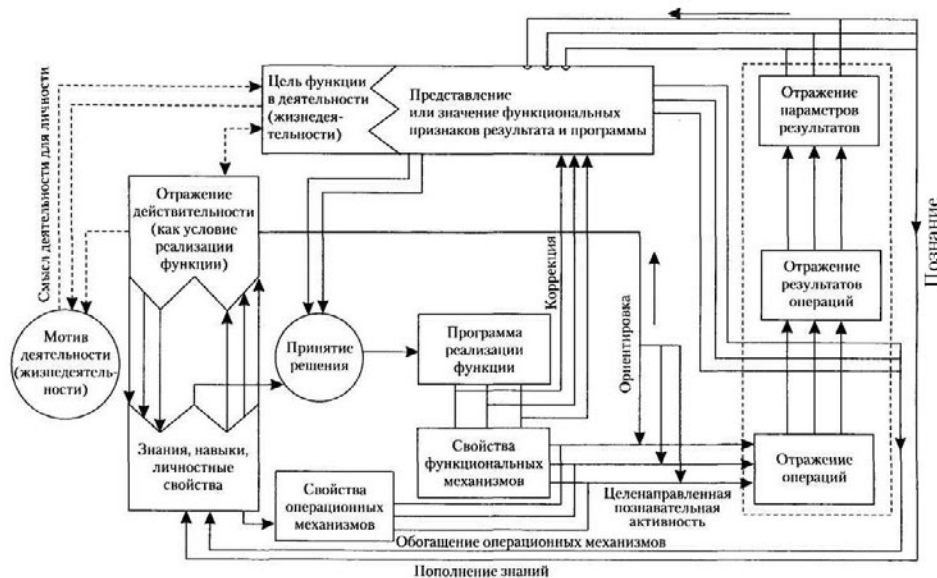 Смысл деятельности для личности
Цель функции
в деятельности
(жизнедея-
тельности)
Представление
или значение функциональных
признаков результата и программы
Отражение
параметров
результатов
Отражение
действительности
(как условие
реализации
функции)
Познание
Коррекция
Ориентировка
Отражение
результатов
операций
Мотив
деятельности
(жизнедеятель-
ности)
Принятие
решения
Программа
реализации
функции
Знания, навыки,
личностные
свойства
Свойства
функциональных
механизмов
Отражение
операций
Свойства
операционных
механизмов
Целенаправленная
познавательная
активность
Обогащение операционных механизмов
Пополнение знаний